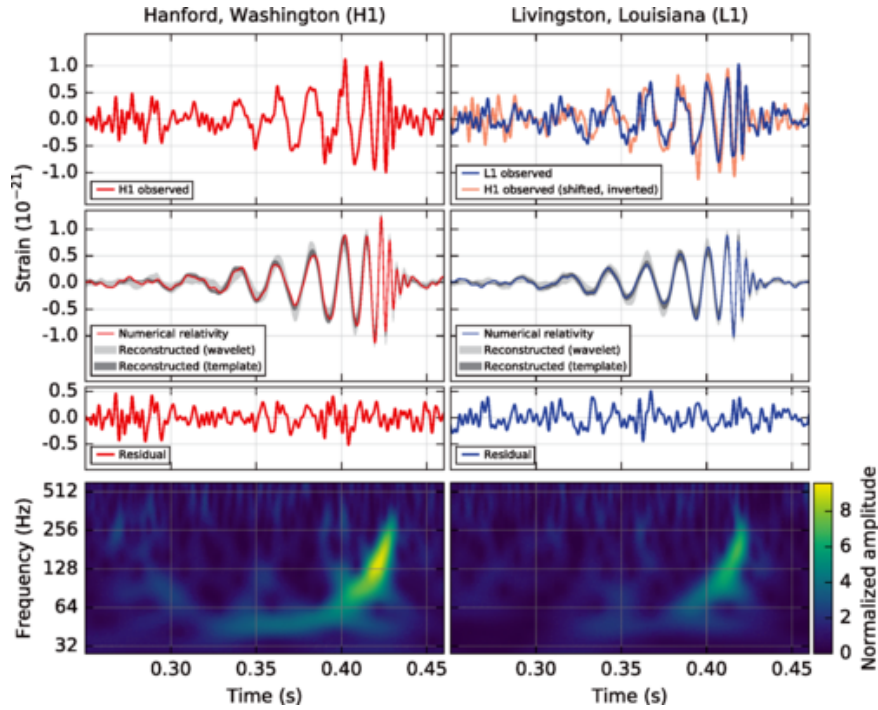 Hanford, Washington (H1)
Livingston, Louisiana (L1)
Strain (10⁻²¹)
1.0
0.5
0.0
-0.5
-1.0
H1 observed
L1 observed
H1 observed (shifted, inverted)
1.0
0.5
0.0
-0.5
-1.0
Numerical relativity
Reconstructed (wavelet)
Reconstructed (template)
Numerical relativity
Reconstructed (wavelet)
Reconstructed (template)
0.5
0.0
-0.5
Residual
Residual
Frequency (Hz)
512
256
128
64
32
0.30
0.35
0.40
0.45
Time (s)
0.30
0.35
0.40
0.45
Time (s)
8
6
4
2
0
Normalized amplitude